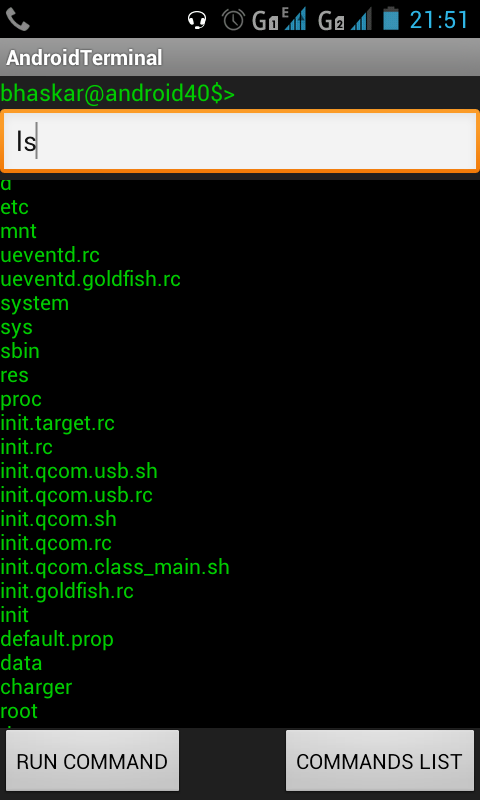 G1 E G2 21:51
AndroidTerminal
bhaskar@android40$>
ls
d
etc
mnt
ueventd.rc
ueventd.goldfish.rc
system
sys
sbin
res
proc
init.target.rc
init.rc
init.qcom.usb.sh
init.qcom.usb.rc
init.qcom.sh
init.qcom.rc
init.qcom.class_main.sh
init.goldfish.rc
init
default.prop
data
charger
root
RUN COMMAND COMMANDS LIST